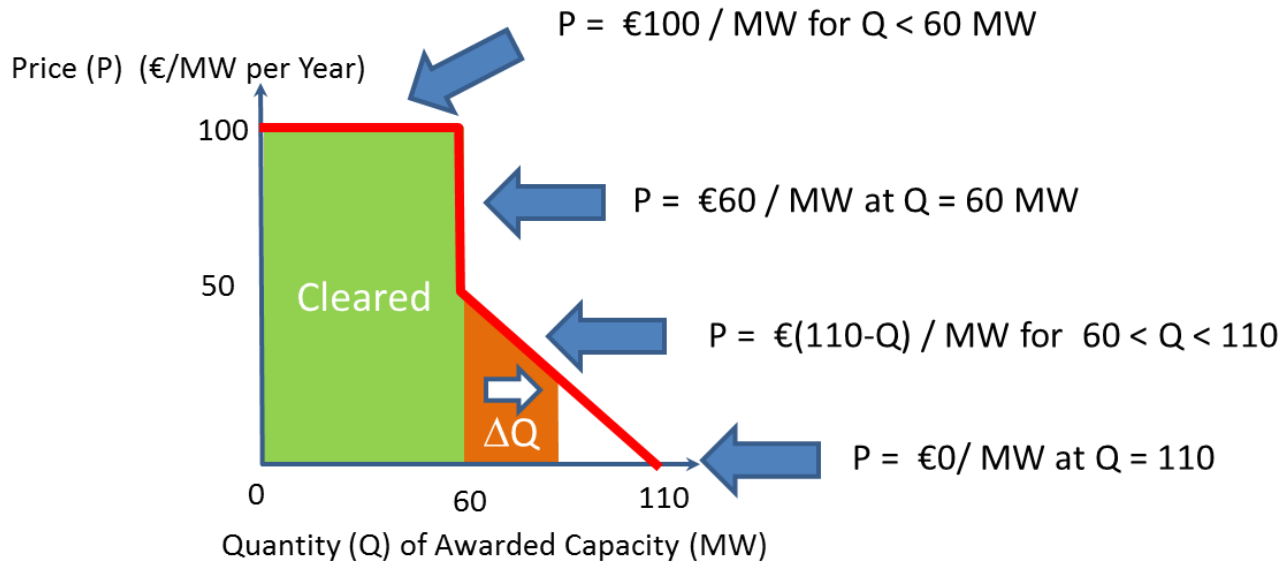 P = €100 / MW for Q < 60 MW
Price (P) (€/MW per Year)
100
P = €60 / MW at Q = 60 MW
50
Cleared
P = €(110-Q) / MW for 60 < Q < 110
ΔQ
P = €0/ MW at Q = 110
0
60
110
Quantity (Q) of Awarded Capacity (MW)